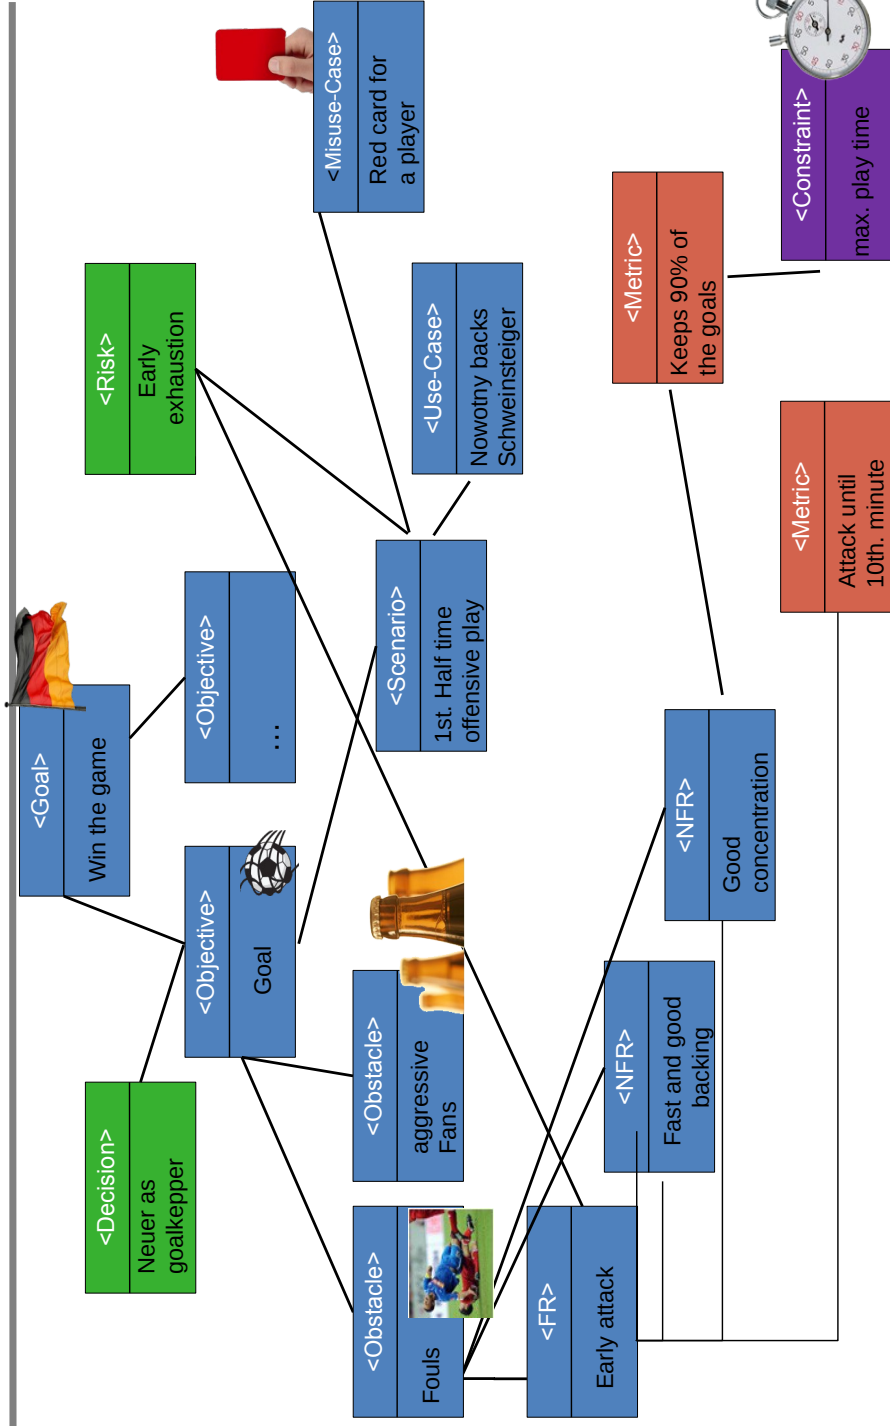 <Goal>
Win the game
<Decision>
Neuer as
goalkepper
<Objective>
Goal
<Objective>
...
<Risk>
Early
exhaustion
<Obstacle>
Fouls
<Obstacle>
aggressive
Fans
<Scenario>
1st. Half time
offensive play
<Use-Case>
Nowotny backs
Schweinsteiger
<Misuse-Case>
Red card for
a player
<FR>
Early attack
<NFR>
Fast and good
backing
<NFR>
Good
concentration
<Metric>
Keeps 90% of
the goals
<Metric>
Attack until
10th. minute
<Constraint>
max. play time